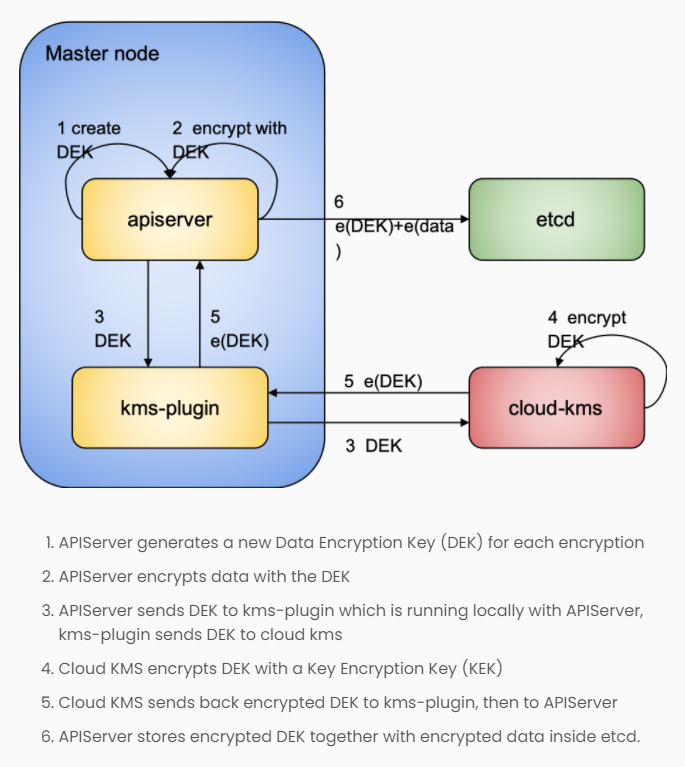 Master node
1 create
DEK
2 encrypt with
DEK
apiserver
6
e(DEK)+e(data
)
etcd
3
DEK
5
e(DEK)
4 encrypt
DEK
kms-plugin
5 e(DEK)
3 DEK
cloud-kms
1. APIServer generates a new Data Encryption Key (DEK) for each encryption
2. APIServer encrypts data with the DEK
3. APIServer sends DEK to kms-plugin which is running locally with APIServer,
kms-plugin sends DEK to cloud kms
4. Cloud KMS encrypts DEK with a Key Encryption Key (KEK)
5. Cloud KMS sends back encrypted DEK to kms-plugin, then to APIServer
6. APIServer stores encrypted DEK together with encrypted data inside etcd.